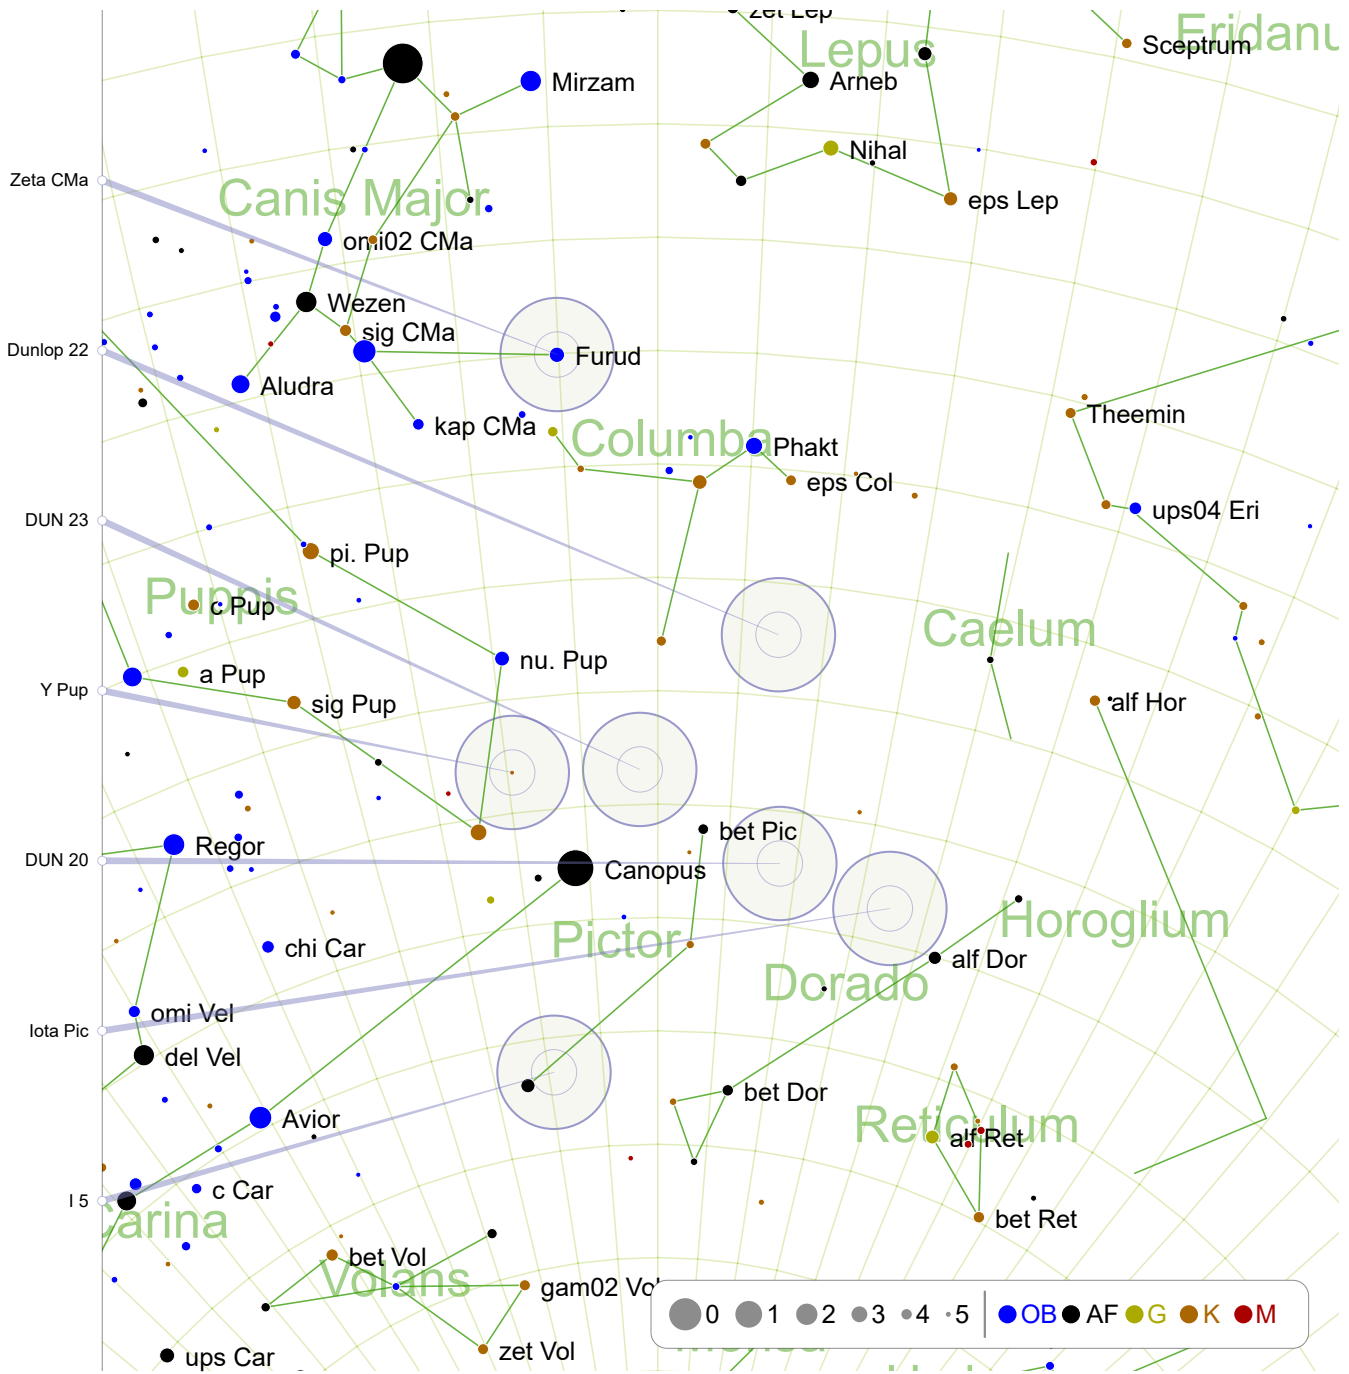 zet Lep
Eridanu
Lepus
Sceptrum
Mirzam
Arneb
Nihal
Zeta CMa
Canis Major
eps Lep
omi02 CMa
Wezen
sig CMa
Dunlop 22
Furud
Aludra
Theemin
kap CMa
Columba
Phakt
eps Col
ups04 Eri
DUN 23
pi. Pup
Puppis
c Pup
Caelum
nu. Pup
a Pup
Y Pup
sig Pup
alf Hor
bet Pic
Regor
DUN 20
Canopus
Horoglium
Pictor
chi Car
alf Dor
Dorado
omi Vel
Iota Pic
del Vel
bet Dor
Avior
Reticulum
alf Ret
I 5
c Car
Carina
bet Ret
bet Vol
Volans
gam02 Vol
0 1 2 3 4 5 OB AF G K M
zet Vol
ups Car